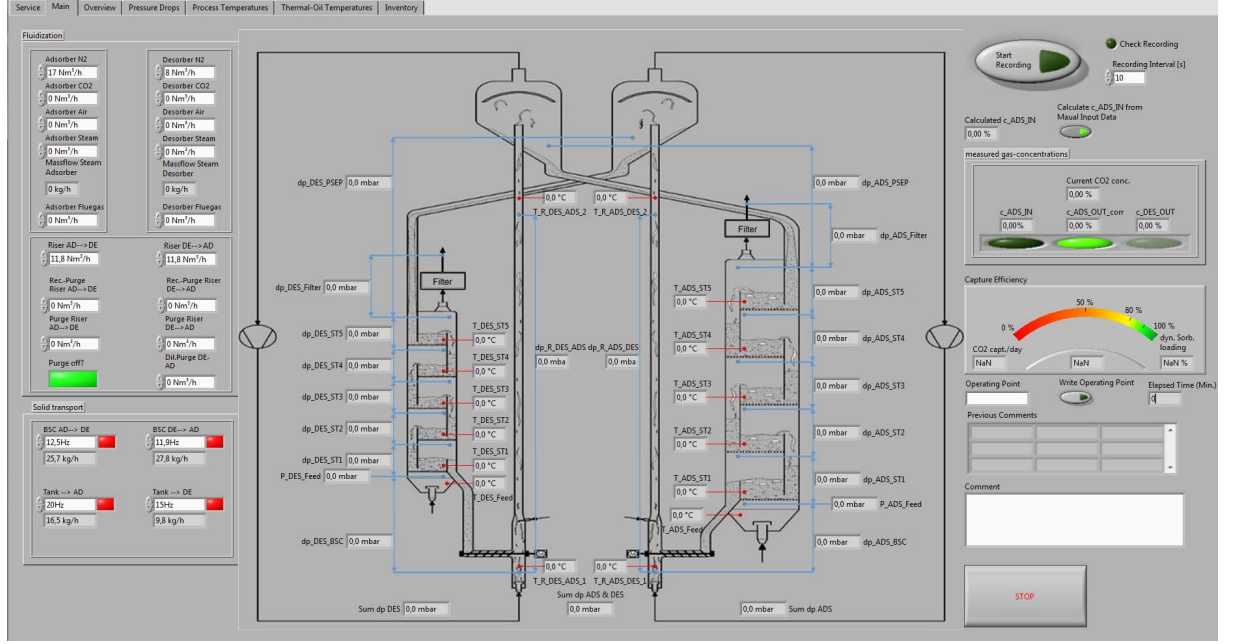 Service Main Overview Pressure Drops Process Temperatures Thermal-Oil Temperatures Inventory
Fluidization
Adsorber N2
17 Nm³/h
Adsorber CO2
0 Nm³/h
Adsorber Air
0 Nm³/h
Adsorber Steam
0 Nm³/h
Massflow Steam
Adsorber
0 kg/h
Adsorber Fluegas
0 Nm³/h
Desorber N2
8 Nm³/h
Desorber CO2
0 Nm³/h
Desorber Air
0 Nm³/h
Desorber Steam
0 Nm³/h
Massflow Steam
Desorber
0 kg/h
Desorber Fluegas
0 Nm³/h
Riser AD-->DE
11,8 Nm³/h
Rec.-Purge
Riser AD-->DE
0 Nm³/h
Purge Riser
AD-->DE
0 Nm³/h
Purge off?
Riser DE-->AD
11,8 Nm³/h
Rec.-Purge Riser
DE-->AD
0 Nm³/h
Purge Riser
DE-->AD
0 Nm³/h
Dil.Purge DE-
AD
0 Nm³/h
Solid transport
BSC AD--> DE
12,5Hz
25,7 kg/h
BSC DE--> AD
11,9Hz
27,8 kg/h
Tank --> AD
20Hz
16,5 kg/h
Tank --> DE
15Hz
9,8 kg/h
dp_DES_PSEP 0,0 mbar
dp_DES_Filter 0,0 mbar
dp_DES_ST5 0,0 mbar
dp_DES_ST4 0,0 mbar
dp_DES_ST3 0,0 mbar
dp_DES_ST2 0,0 mbar
dp_DES_ST1 0,0 mbar
P_DES_Feed 0,0 mbar
dp_DES_BSC 0,0 mbar
Sum dp DES 0,0 mbar
Filter
T_DES_ST5
0,0 °C
T_DES_ST4
0,0 °C
T_DES_ST3
0,0 °C
T_DES_ST2
0,0 °C
T_DES_ST1
0,0 °C
0,0 °C
T_DES_Feed
0,0 °C
T_R_DES_ADS_2
0,0 °C
T_R_ADS_DES_2
dp_R_DES_ADS dp_R_ADS_DES
0,0 mba 0,0 mba
0,0 °C
T_R_DES_ADS_1
0,0 °C
T_R_ADS_DES_1
Sum dp ADS & DES
0,0 mbar
Filter
T_ADS_ST5
0,0 °C
T_ADS_ST4
0,0 °C
T_ADS_ST3
0,0 °C
T_ADS_ST2
0,0 °C
T_ADS_ST1
0,0 °C
0,0 °C
T_ADS_Feed
0,0 mbar dp_ADS_PSEP
0,0 mbar dp_ADS_Filter
0,0 mbar dp_ADS_ST5
0,0 mbar dp_ADS_ST4
0,0 mbar dp_ADS_ST3
0,0 mbar dp_ADS_ST2
0,0 mbar dp_ADS_ST1
0,0 mbar P_ADS_Feed
0,0 mbar dp_ADS_BSC
0,0 mbar Sum dp ADS
Start
Recording
Check Recording
Recording Interval [s]
10
Calculated c_ADS_IN
0,00 %
Calculate c_ADS_IN from
Maual Input Data
measured gas-concentrations
Current CO2 conc.
0,00 %
c_ADS_IN c_ADS_OUT_corr c_DES_OUT
0,00% 0,00 % 0,00 %
Capture Efficiency
0 % 50 % 80 % 100 %
CO2 capt./day
NaN
NaN
dyn. Sorb.
loading
NaN %
Operating Point
Write Operating Point
Elapsed Time (Min.)
0
Previous Comments
Comment
STOP